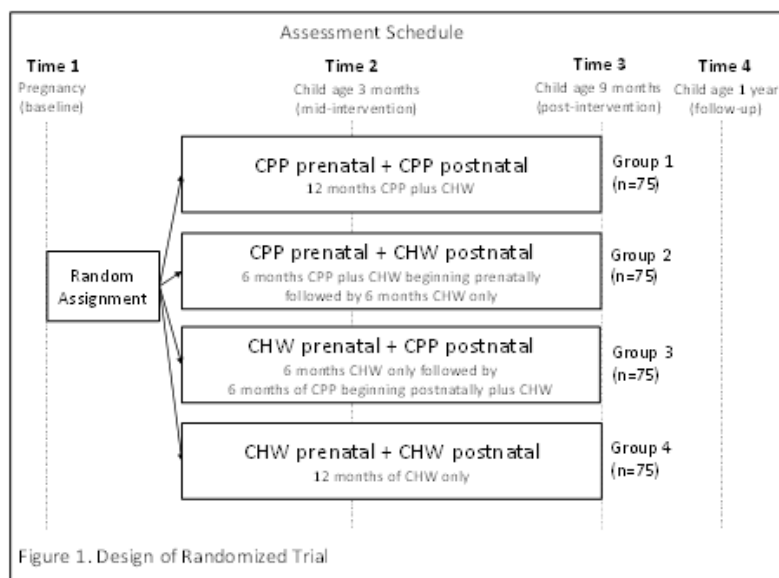 Assessment Schedule
Time 1
Pregnancy
(baseline)
Time 2
Child age 3 months
(mid-intervention)
Time 3
Child age 9 months
(post-intervention)
Time 4
Child age 1 year
(follow-up)
Random
Assignment
CPP prenatal + CPP postnatal
12 months CPP plus CHW
Group 1
(n=75)
CPP prenatal + CHW postnatal
6 months CPP plus CHW beginning prenatally
followed by 6 months CHW only
Group 2
(n=75)
CHW prenatal + CPP postnatal
6 months CHW only followed by
6 months of CPP beginning postnatally plus CHW
Group 3
(n=75)
CHW prenatal + CHW postnatal
12 months of CHW only
Group 4
(n=75)
Figure 1. Design of Randomized Trial